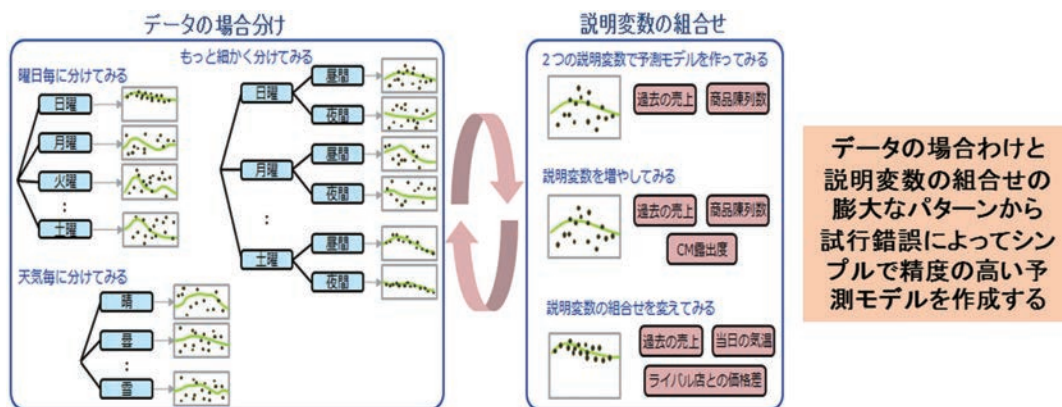 データの場合分け
曜日毎に分けてみる
日曜
月曜
火曜
:
土曜
もっと細かく分けてみる
日曜
昼間
夜間
月曜
昼間
夜間
:
土曜
昼間
夜間
天気毎に分けてみる
晴
曇
:
雪
説明変数の組合せ
2つの説明変数で予測モデルを作ってみる
過去の売上
商品陳列数
説明変数を増やしてみる
過去の売上
商品陳列数
CM露出度
説明変数の組合せを変えてみる
過去の売上
当日の気温
ライバル店との価格差
データの場合わけと
説明変数の組合せの
膨大なパターンから
試行錯誤によってシン
プルで精度の高い予
測モデルを作成する